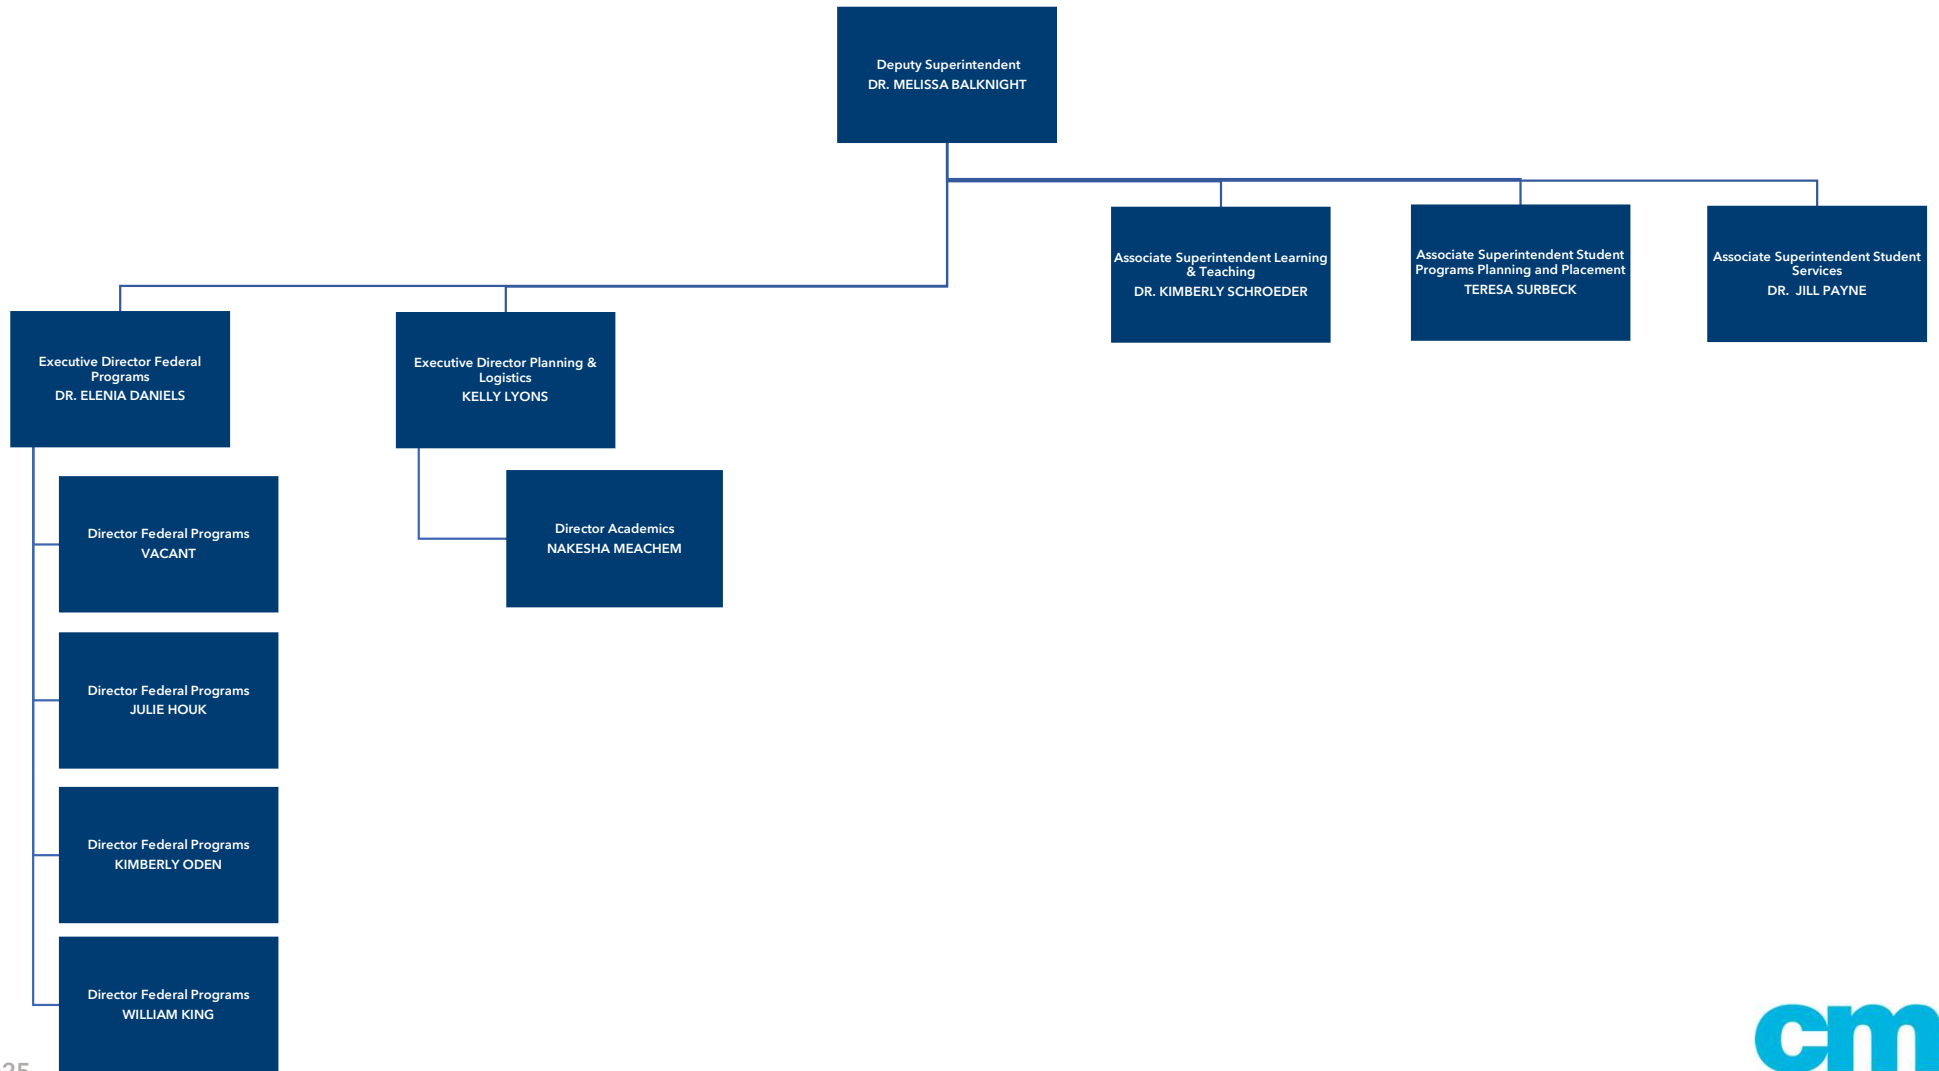 Deputy Superintendent
DR. MELISSA BALKNIGHT
Associate Superintendent Learning
& Teaching
DR. KIMBERLY SCHROEDER
Associate Superintendent Student
Programs Planning and Placement
TERESA SURBECK
Associate Superintendent Student
Services
DR. JILL PAYNE
Executive Director Federal
Programs
DR. ELENIA DANIELS
Executive Director Planning &
Logistics
KELLY LYONS
Director Federal Programs
VACANT
Director Academics
NAKESHA MEACHEM
Director Federal Programs
JULIE HOUK
Director Federal Programs
KIMBERLY ODEN
Director Federal Programs
WILLIAM KING
cm